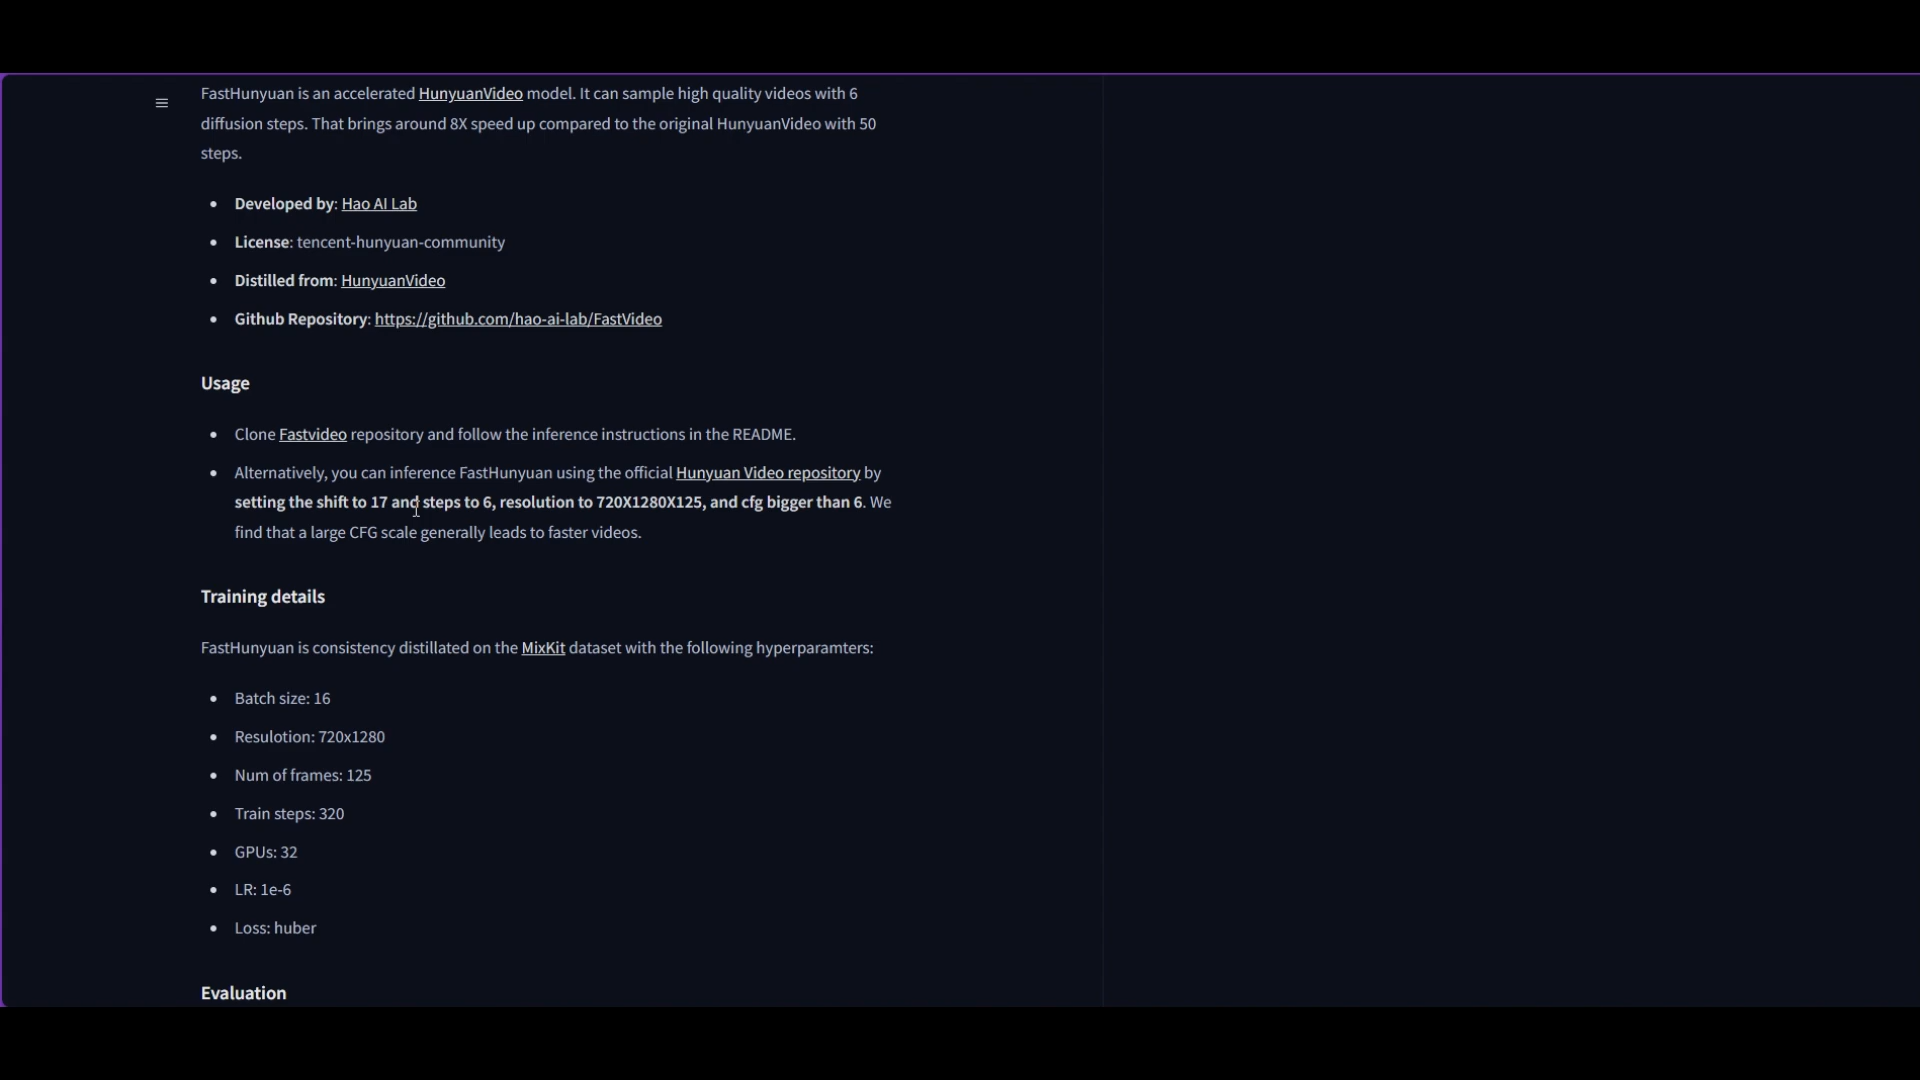 FastHunyuan is an accelerated HunyuanVideo model. It can sample high quality videos with 6
diffusion steps. That brings around 8X speed up compared to the original HunyuanVideo with 50
steps.
Developed by: Hao AI Lab
License: tencent-hunyuan-community
Distilled from: HunyuanVideo
Github Repository: https://github.com/hao-ai-lab/FastVideo
Usage
Clone Fastvideo repository and follow the inference instructions in the README.
Alternatively, you can inference FastHunyuan using the official Hunyuan Video repository by
setting the shift to 17 and steps to 6, resolution to 720X1280X125, and cfg bigger than 6. We
find that a large CFG scale generally leads to faster videos.
Training details
FastHunyuan is consistency distillated on the MixKit dataset with the following hyperparamters:
Batch size: 16
Resulotion: 720x1280
Num of frames: 125
Train steps: 320
GPUs: 32
LR: 1e-6
Loss: huber
Evaluation